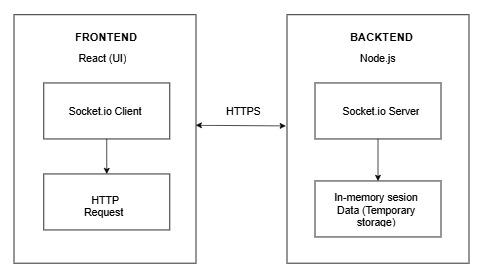 FRONTEND
React (UI)
Socket.io Client
HTTP
Request
HTTPS
BACKTEND
Node.js
Socket.io Server
In-memory sesion
Data (Temporary
storage)